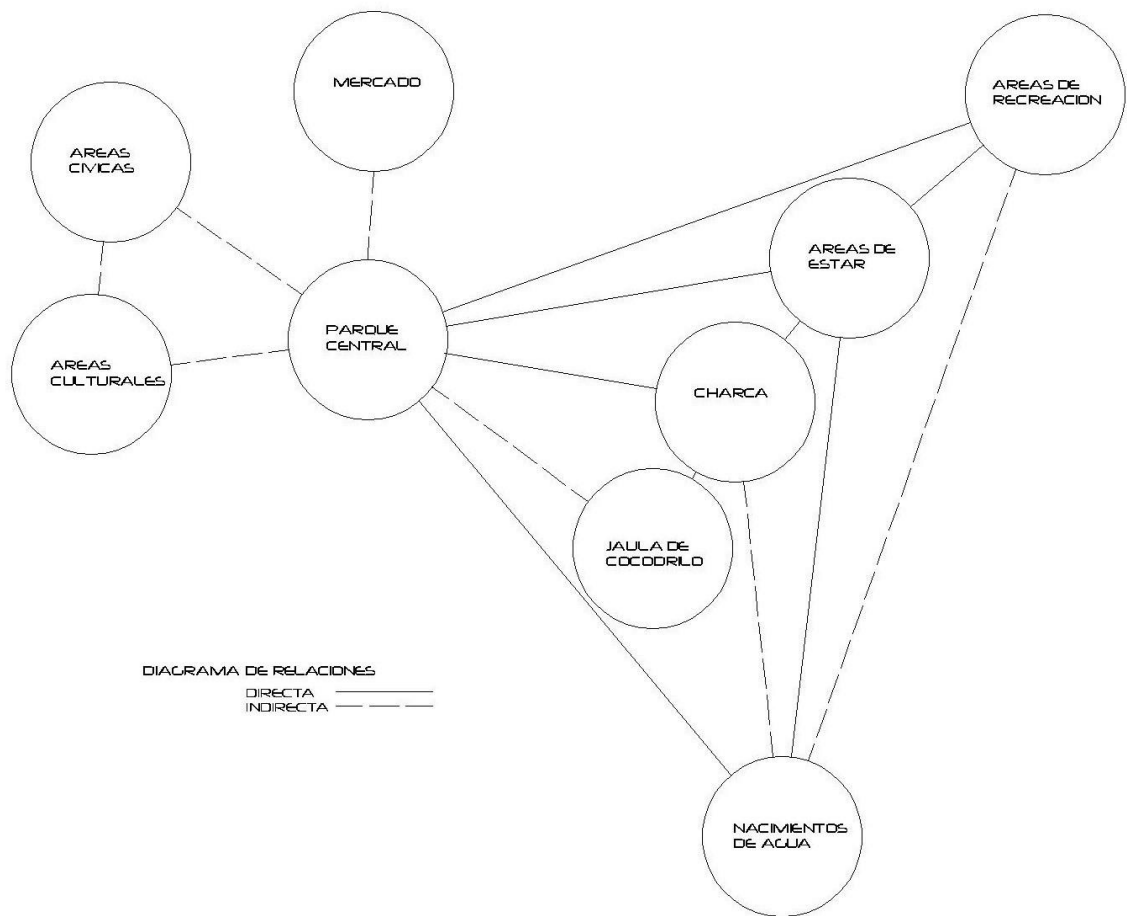 MERCADO
AREAS DE
RECREACION
AREAS
CIVICAS
AREAS DE
ESTAR
PARQUE
CENTRAL
AREAS
CULTURALES
CHARCA
JAULA DE
COCODRILO
DIAGRAMA DE RELACIONES
DIRECTA
INDIRECTA
NACIMIENTOS
DE AGUA